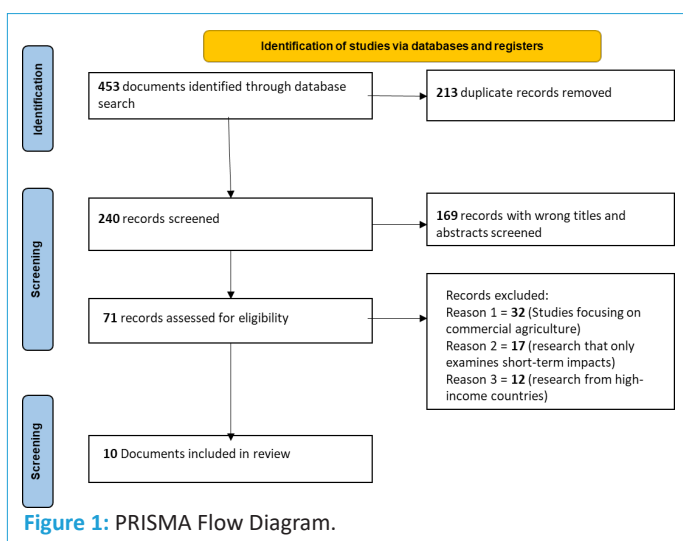 Identification of studies via databases and registers
Identification
453 documents identified through database
search
213 duplicate records removed
Screening
240 records screened
169 records with wrong titles and
abstracts screened
71 records assessed for eligibility
Records excluded:
Reason 1 = 32 (Studies focusing on
commercial agriculture)
Reason 2 = 17 (research that only
examines short-term impacts)
Reason 3 = 12 (research from high-
income countries)
Screening
10 Documents included in review
Figure 1: PRISMA Flow Diagram.